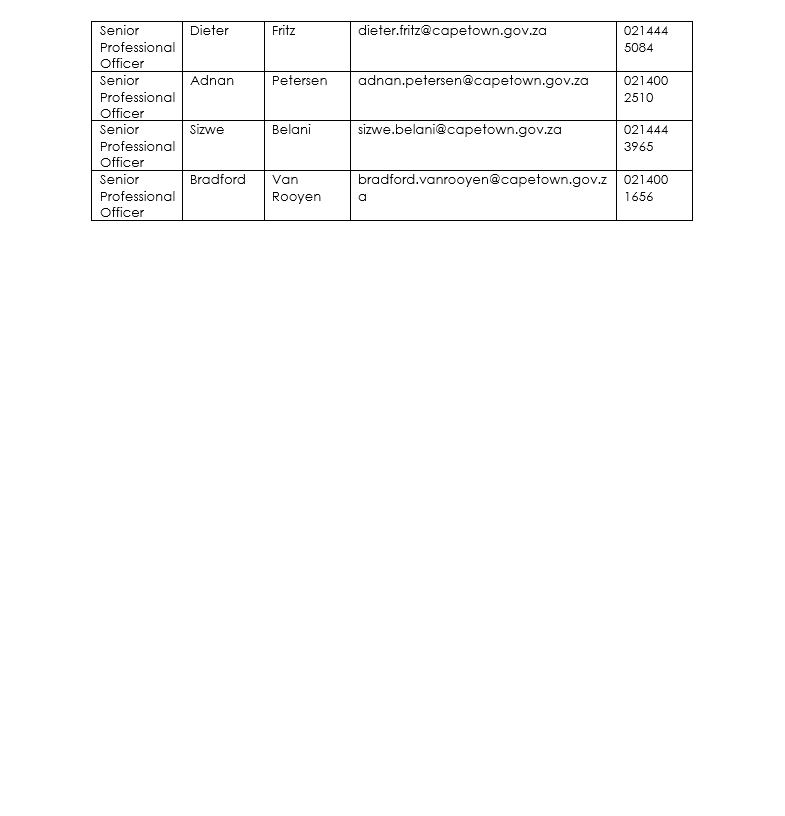 Senior Dieter Fritz dieter.fritz@capetown.gov.za 021444
Professional 5084
Officer
Senior Adnan Petersen adnan.petersen@capetown.gov.za 021400
Professional 2510
Officer
Senior Sizwe Belani sizwe.belani@capetown.gov.za 021444
Professional 3965
Officer
Senior Bradford Van bradford.vanrooyen@capetown.gov.z 021400
Professional Rooyen a 1656
Officer